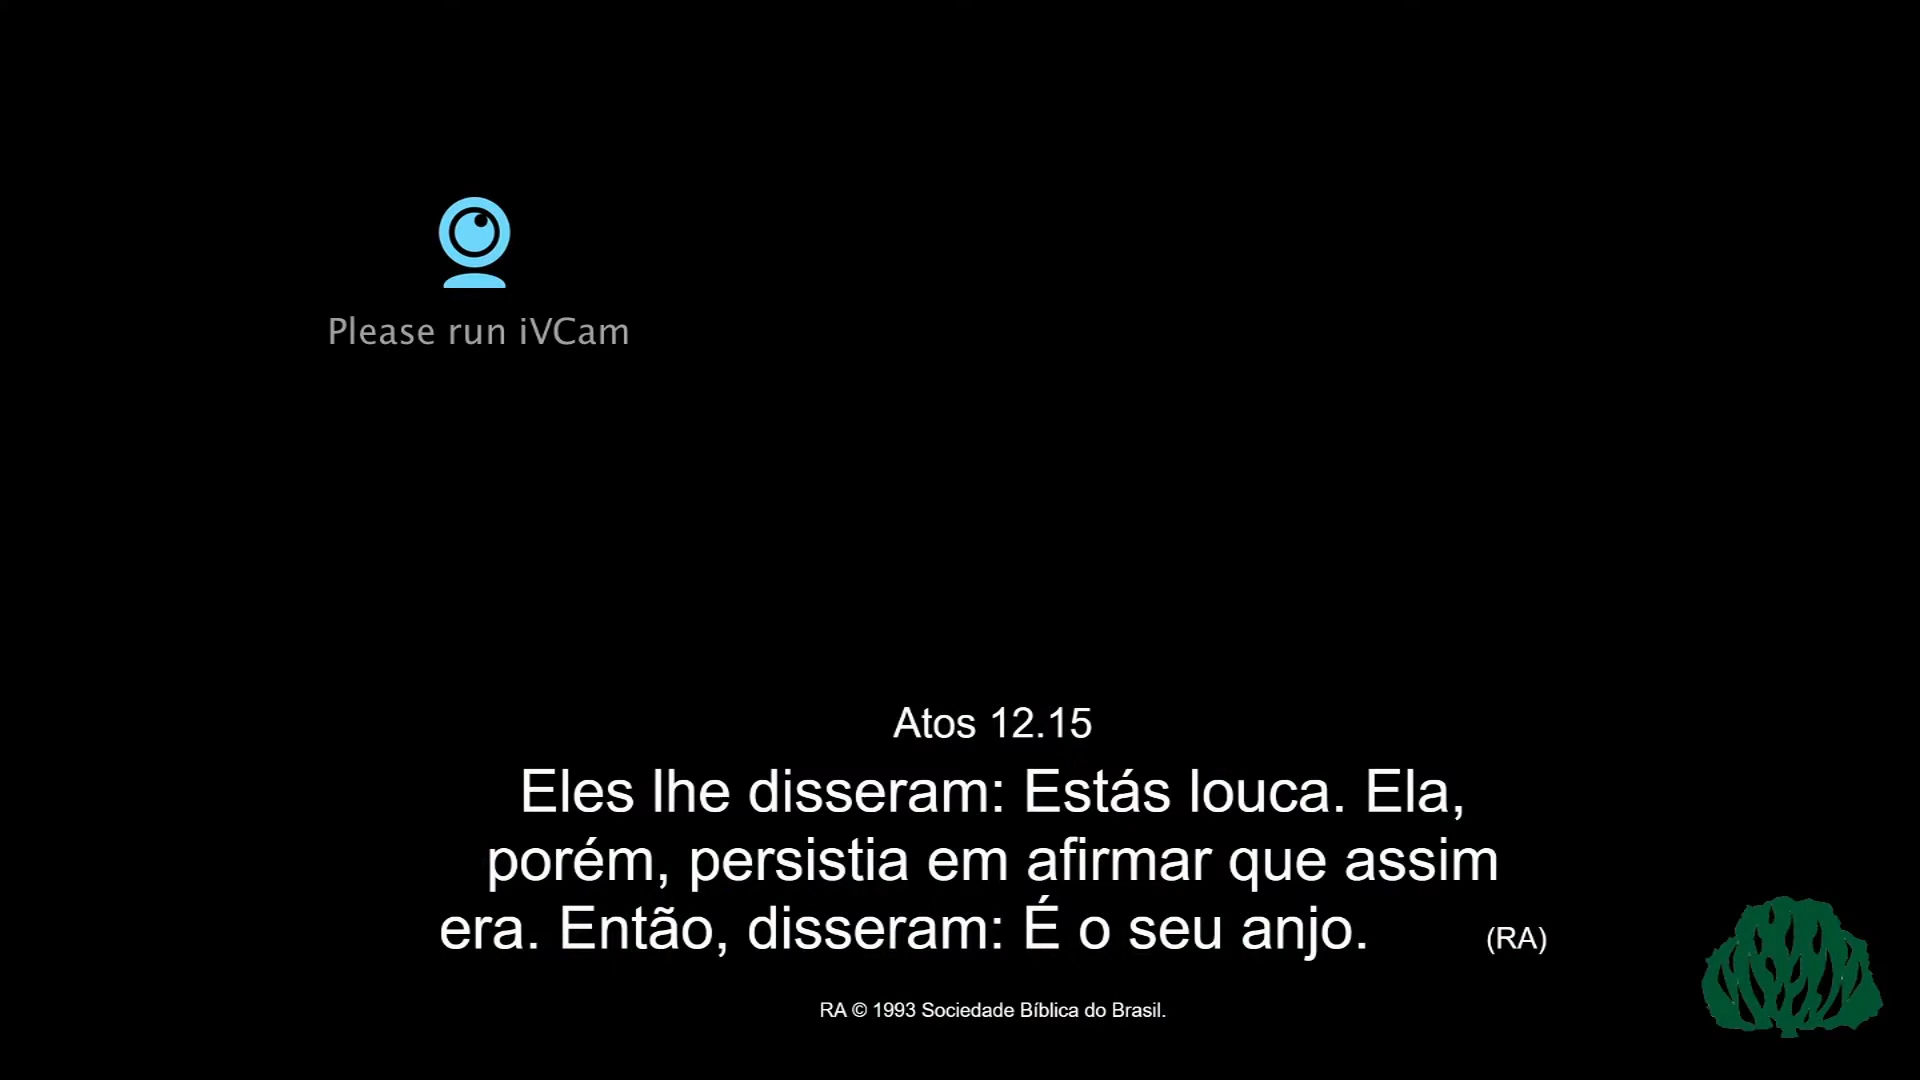 Please run iVCam
Atos 12.15
Eles lhe disseram: Estás louca. Ela,
porém, persistia em afirmar que assim
era. Então, disseram: É o seu anjo. (RA)
RA © 1993 Sociedade Bíblica do Brasil.